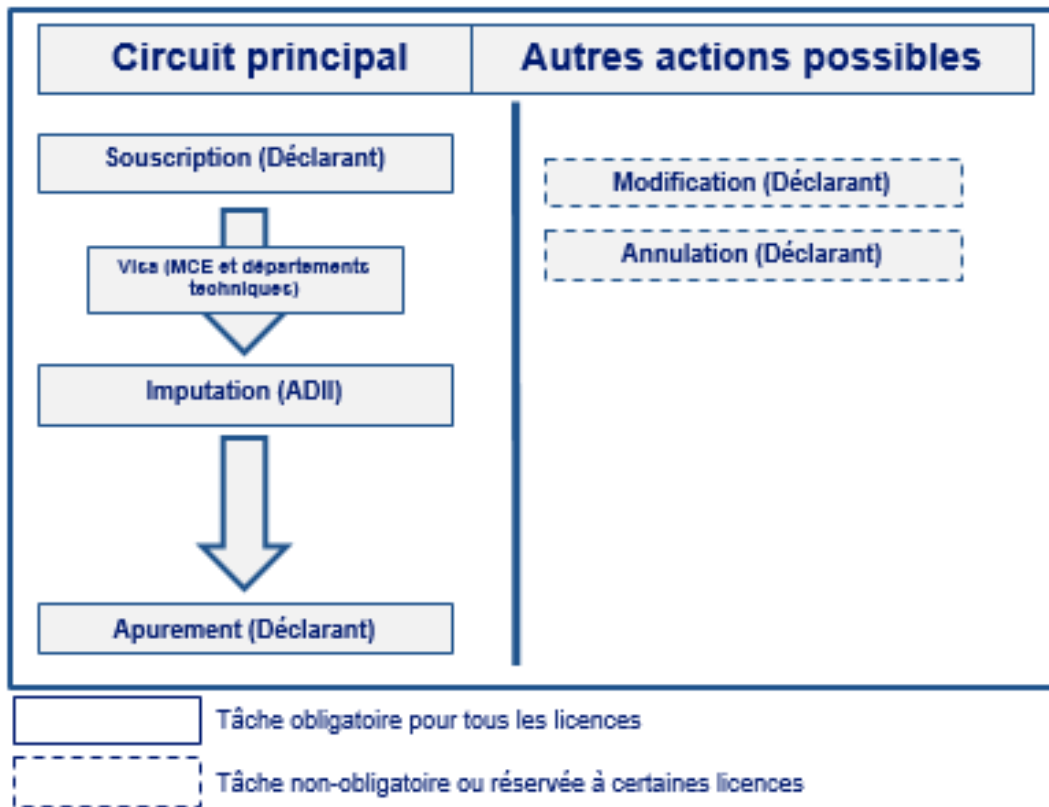 Circuit principal
Autres actions possibles
Souscription (Déclarant)
Visa (MCE et départements
techniques)
Imputation (ADII)
Apurement (Déclarant)
Modification (Déclarant)
Annulation (Déclarant)
Tâche obligatoire pour tous les licences
Tâche non-obligatoire ou réservée à certaines licences